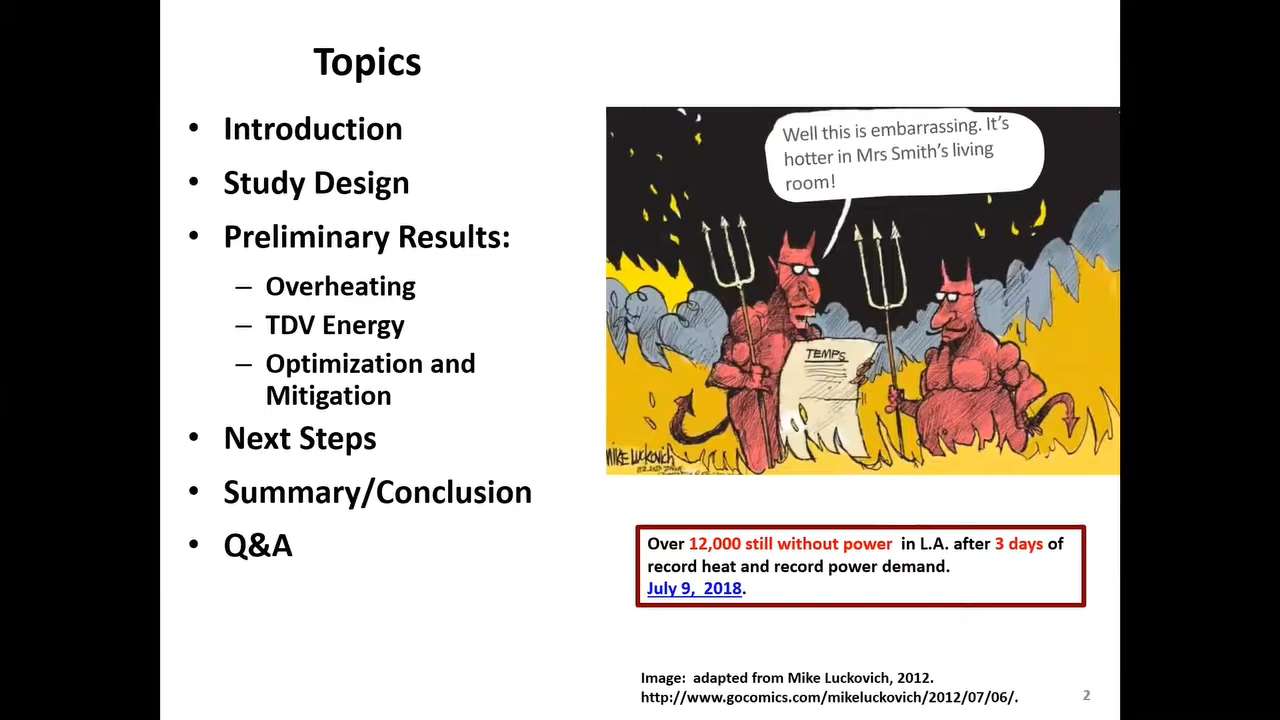 Topics
• Introduction
• Study Design
• Preliminary Results:
– Overheating
– TDV Energy
– Optimization and
Mitigation
• Next Steps
• Summary/Conclusion
• Q&A
Well this is embarrassing. It's
hotter in Mrs Smith's living
room!
TEMPS
MIKE LUCKOVICH
Over 12,000 still without power in L.A. after 3 days of
record heat and record power demand.
July 9, 2018.
Image: adapted from Mike Luckovich, 2012.
http://www.gocomics.com/mikeluckovich/2012/07/06/.
2